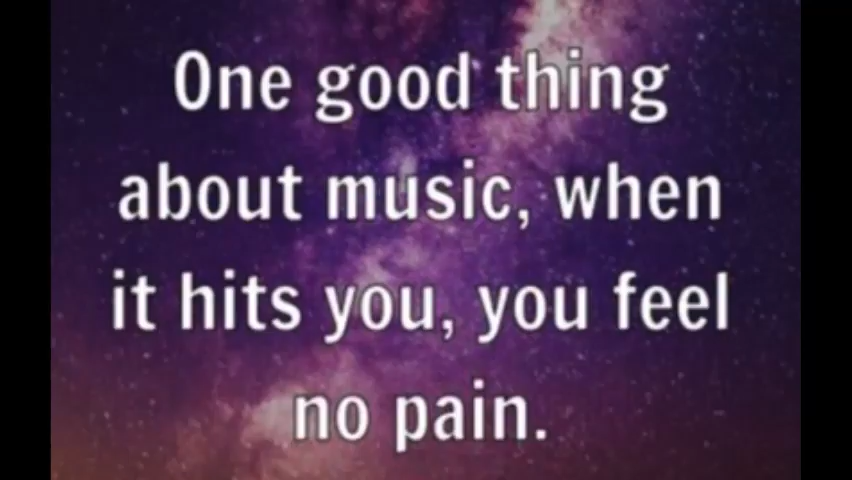 One good thing
about music, when
it hits you, you feel
no pain.